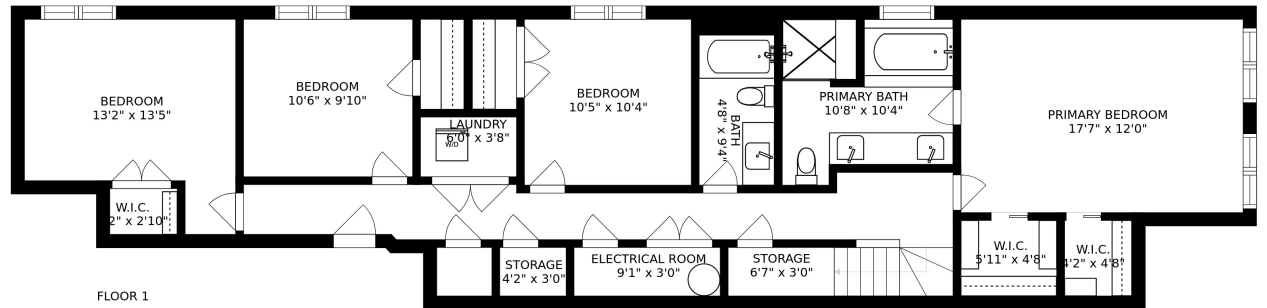 BEDROOM
13'2" x 13'5"
BEDROOM
10'6" x 9'10"
LAUNDRY
6'0" x 3'8"
W/D
BEDROOM
10'5" x 10'4"
BATH
4'8" x 9'4"
PRIMARY BATH
10'8" x 10'4"
PRIMARY BEDROOM
17'7" x 12'0"
W.I.C.
2" x 2'10"
W.I.C.
5'11" x 4'8"
W.I.C.
4'2" x 4'8"
STORAGE
4'2" x 3'0"
ELECTRICAL ROOM
9'1" x 3'0"
STORAGE
6'7" x 3'0"
FLOOR 1